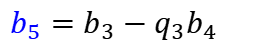 b₅ = b₃ − q₃b₄